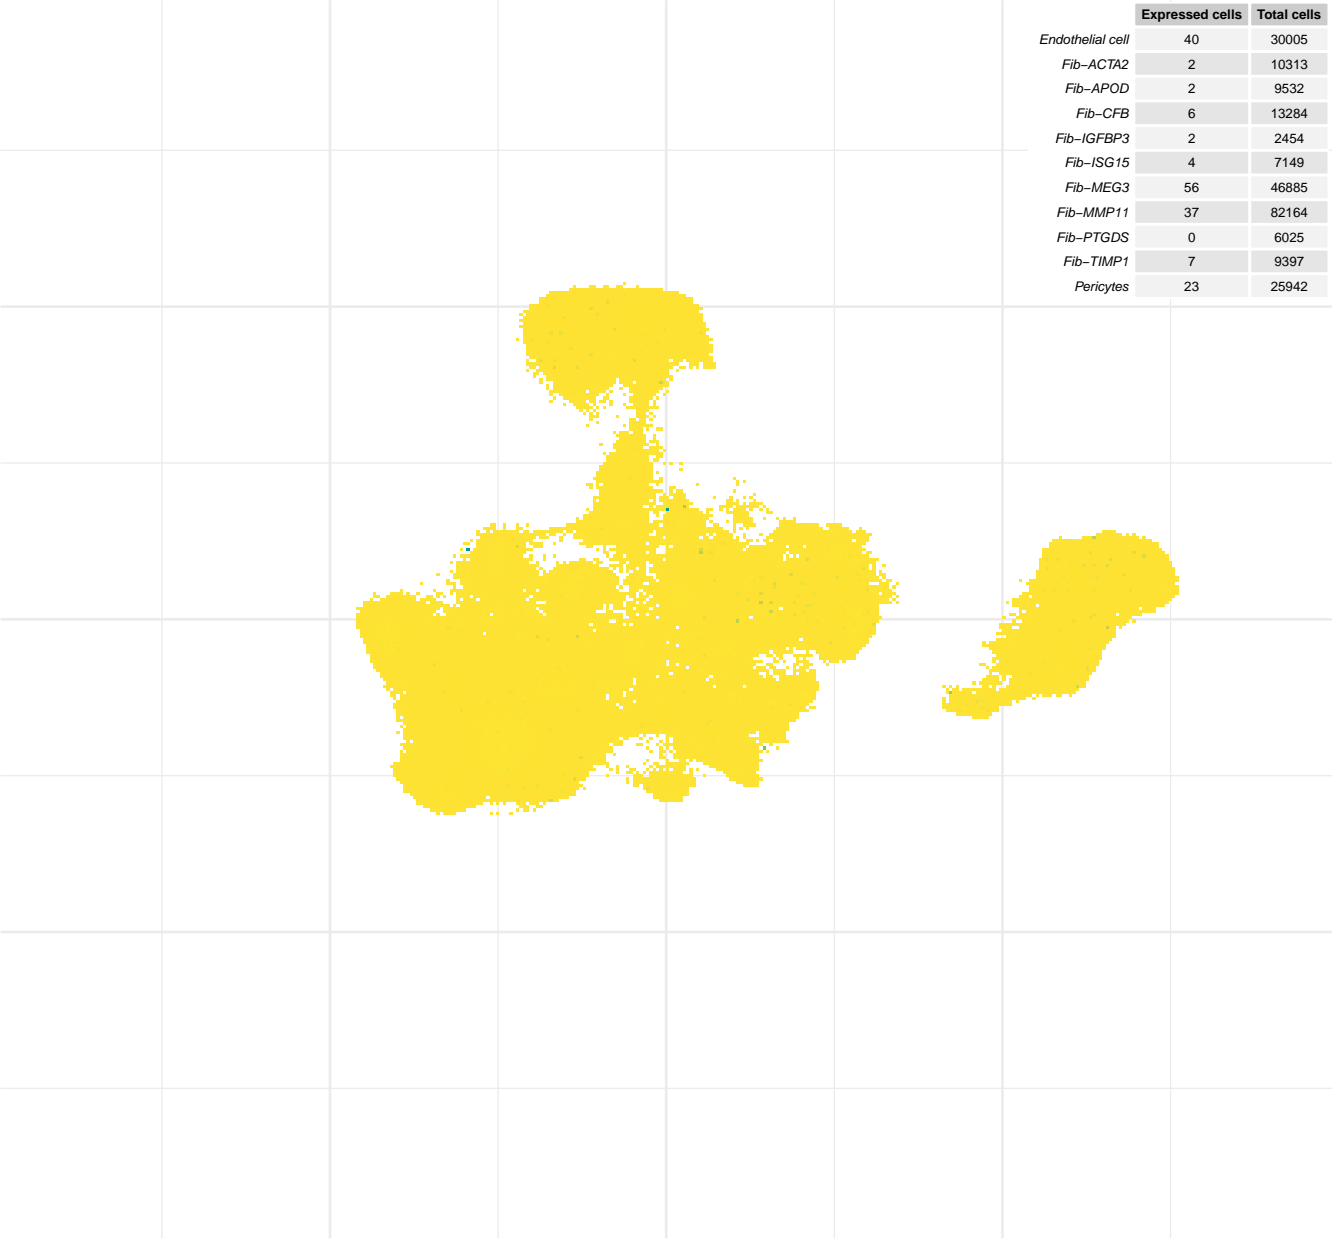 Expressed cells Total cells
Endothelial cell 40 30005
Fib−ACTA2 2 10313
Fib−APOD 2 9532
Fib−CFB 6 13284
Fib−IGFBP3 2 2454
Fib−ISG15 4 7149
Fib−MEG3 56 46885
Fib−MMP11 37 82164
Fib−PTGDS 0 6025
Fib−TIMP1 7 9397
Pericytes 23 25942